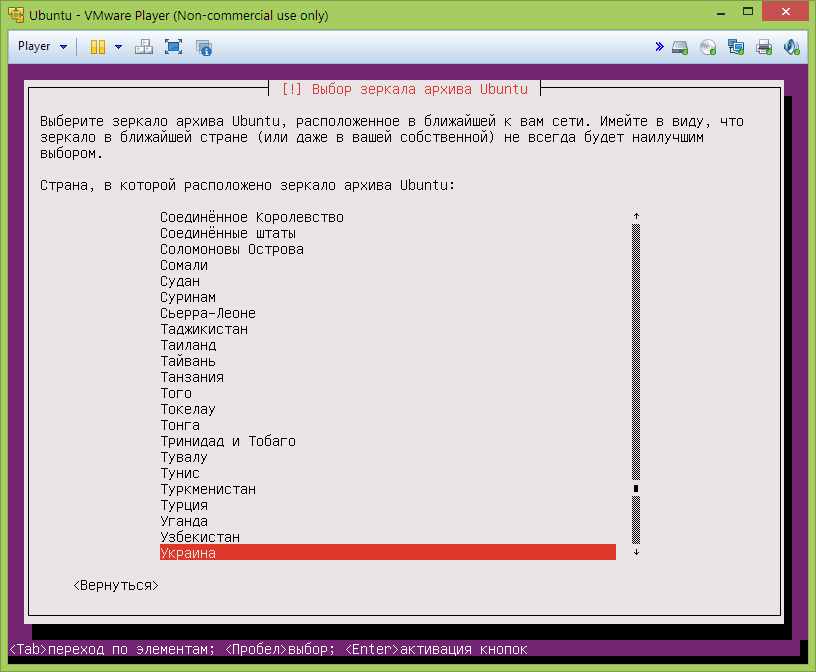 Ubuntu - VMware Player (Non-commercial use only)
Player
[!] Выбор зеркала архива Ubuntu
Выберите зеркало архива Ubuntu, расположенное в ближайшей к вам сети. Имейте в виду, что
зеркало в ближайшей стране (или даже в вашей собственной) не всегда будет наилучшим
выбором.
Страна, в которой расположено зеркало архива Ubuntu:
Соединённое Королевство
Соединённые штаты
Соломоновы Острова
Сомали
Судан
Суринам
Сьерра-Леоне
Таджикистан
Таиланд
Тайвань
Танзания
Того
Токелау
Тонга
Тринидад и Тобаго
Тувалу
Тунис
Туркменистан
Турция
Уганда
Узбекистан
Украина
<Вернуться>
<Tab>переход по элементам; <Пробел>выбор; <Enter>активация кнопок